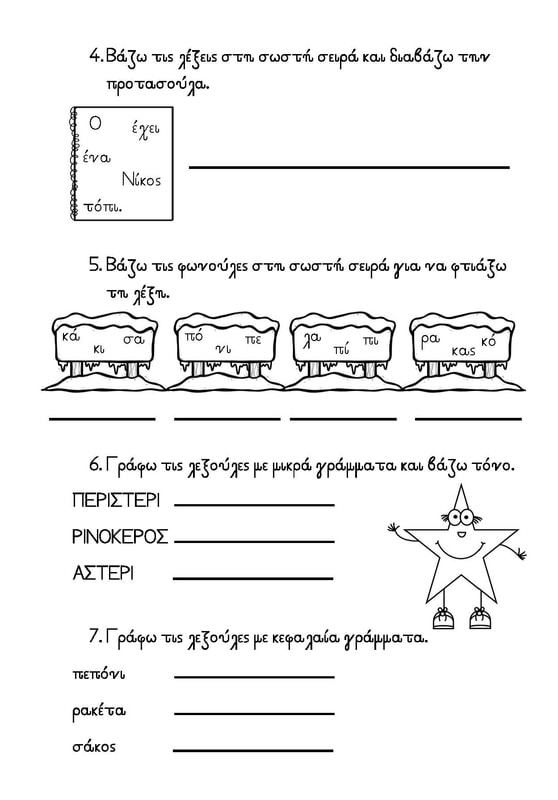 4. Βάζω τις λέξεις στη σωστή σειρά και διαβάζω την
προτασούλα.
Ο έχει
ένα
Νίκος
τόπι.
5. Βάζω τις φωνούλες στη σωστή σειρά για να φτιάξω
τη λέξη.
κά σα
κι
πό πε
νι
λα πι
πί
ρα κό
κας
6. Γράφω τις λεξούλες με μικρά γράμματα και βάζω τόνο.
ΠΕΡΙΣΤΕΡΙ
ΡΙΝΟΚΕΡΟΣ
ΑΣΤΕΡΙ
7. Γράφω τις λεξούλες με κεφαλαία γράμματα.
πεπόνι
ρακέτα
σάκος